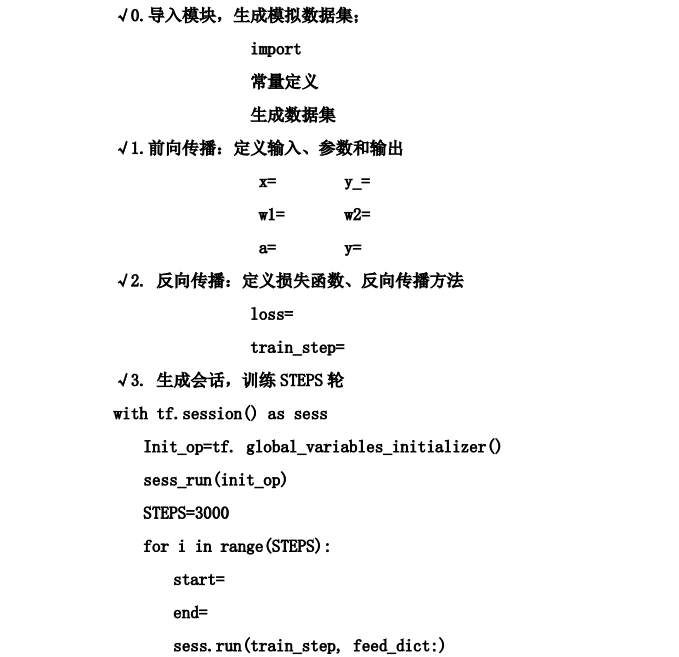 √0.导入模块，生成模拟数据集；
import
常量定义
生成数据集
√1.前向传播：定义输入、参数和输出
x= y_=
w1= w2=
a= y=
√2. 反向传播：定义损失函数、反向传播方法
loss=
train_step=
√3. 生成会话，训练 STEPS 轮
with tf.session() as sess
Init_op=tf. global_variables_initializer()
sess_run(init_op)
STEPS=3000
for i in range(STEPS):
start=
end=
sess.run(train_step, feed_dict:)